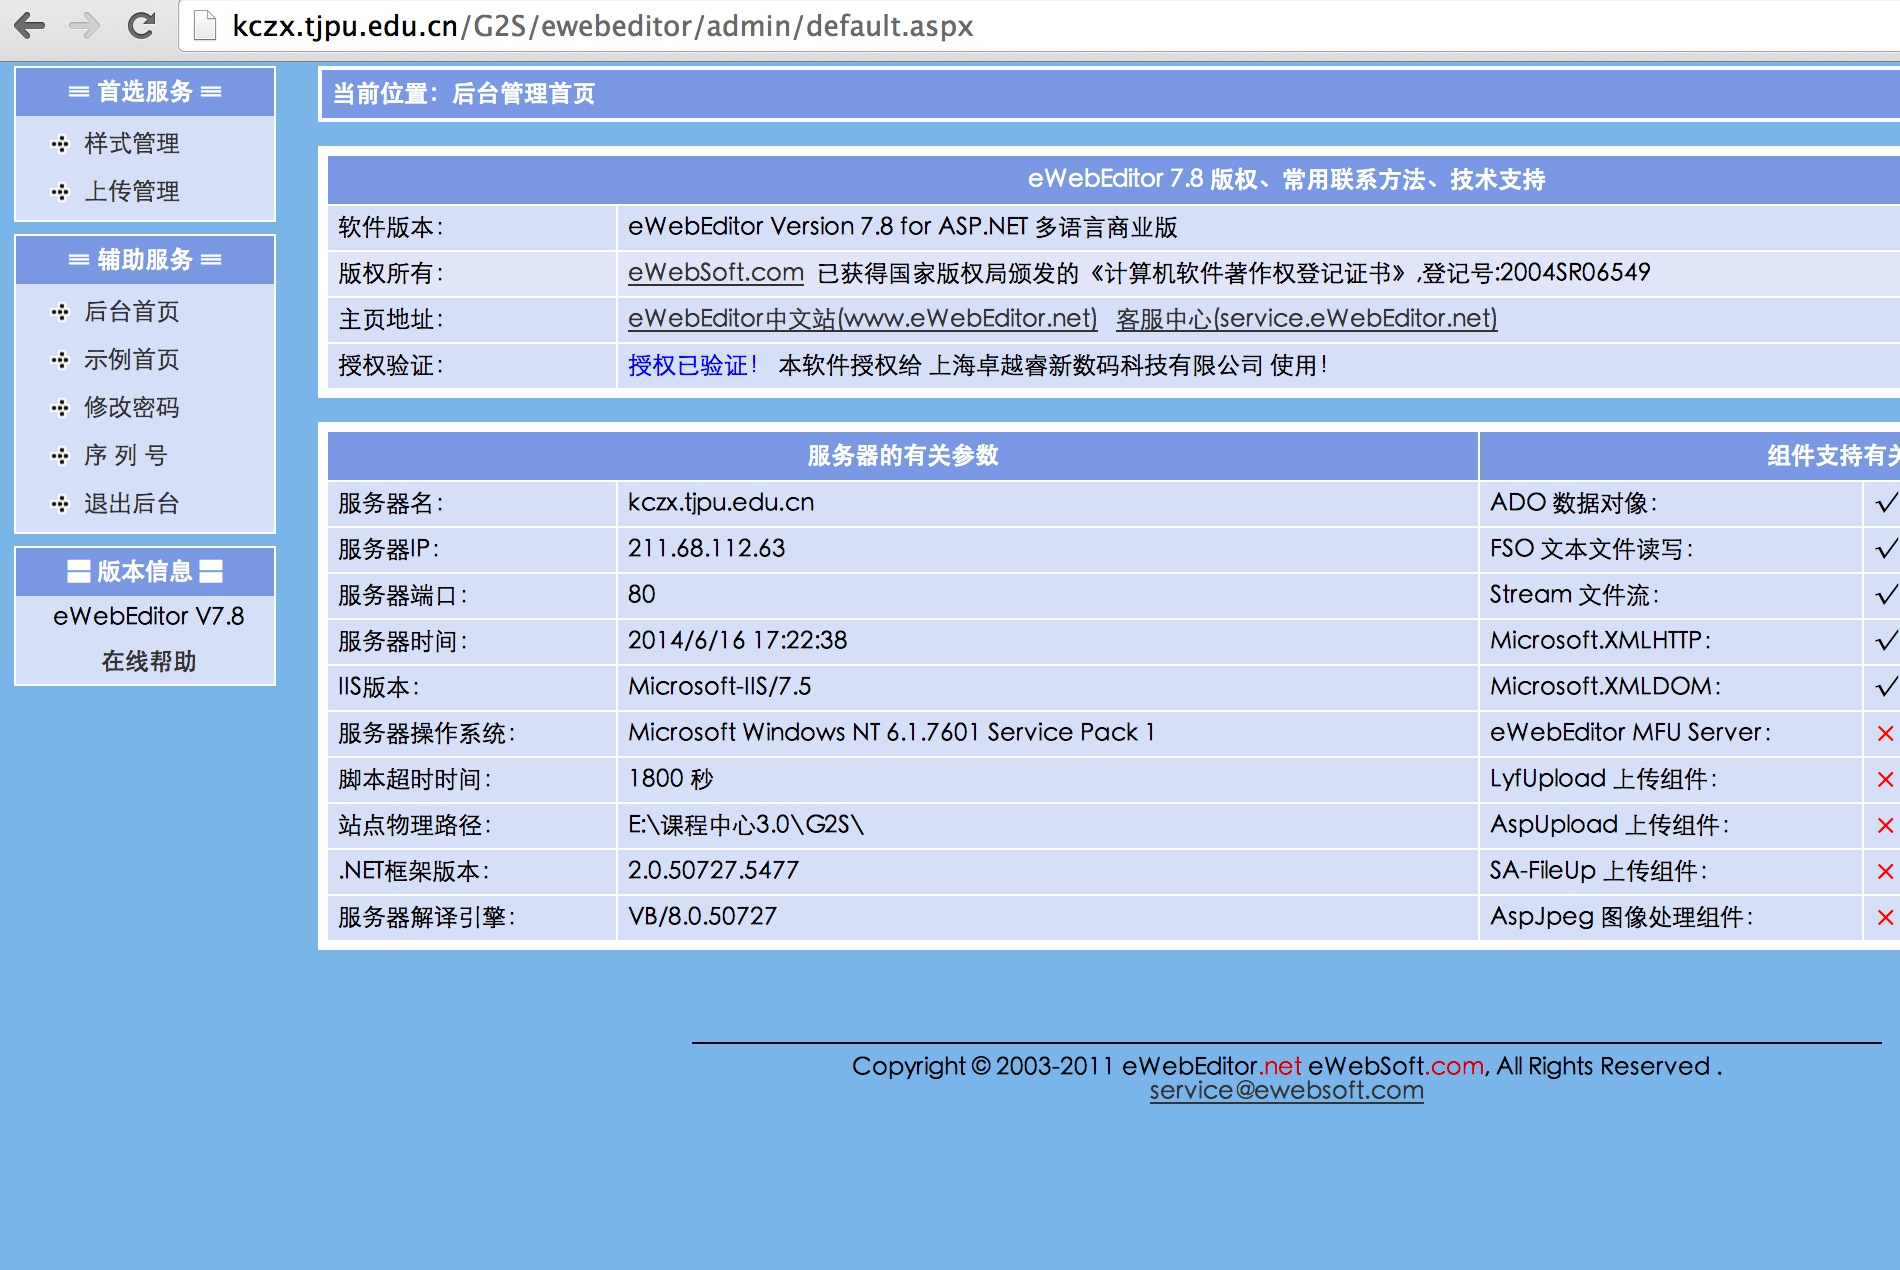 kczx.tjpu.edu.cn/G2S/ewebeditor/admin/default.aspx
首选服务
样式管理
上传管理
辅助服务
后台首页
示例首页
修改密码
序 列 号
退出后台
版本信息
eWebEditor V7.8
在线帮助
当前位置：后台管理首页
eWebEditor 7.8 版权、常用联系方法、技术支持
软件版本： eWebEditor Version 7.8 for ASP.NET 多语言商业版
版权所有： eWebSoft.com 已获得国家版权局颁发的《计算机软件著作权登记证书》,登记号:2004SR06549
主页地址： eWebEditor中文站(www.eWebEditor.net) 客服中心(service.eWebEditor.net)
授权验证： 授权已验证！ 本软件授权给 上海卓越睿新数码科技有限公司 使用！
服务器的有关参数 组件支持有关
服务器名： kczx.tjpu.edu.cn ADO 数据对像： √
服务器IP： 211.68.112.63 FSO 文本文件读写： √
服务器端口： 80 Stream 文件流： √
服务器时间： 2014/6/16 17:22:38 Microsoft.XMLHTTP： √
IIS版本： Microsoft-IIS/7.5 Microsoft.XMLDOM： √
服务器操作系统： Microsoft Windows NT 6.1.7601 Service Pack 1 eWebEditor MFU Server： ×
脚本超时时间： 1800 秒 LyfUpload 上传组件： ×
站点物理路径： E:\课程中心3.0\G2S\ AspUpload 上传组件： ×
.NET框架版本： 2.0.50727.5477 SA-FileUp 上传组件： ×
服务器解译引擎： VB/8.0.50727 AspJpeg 图像处理组件： ×
Copyright © 2003-2011 eWebEditor.net eWebSoft.com, All Rights Reserved .
service@ewebsoft.com